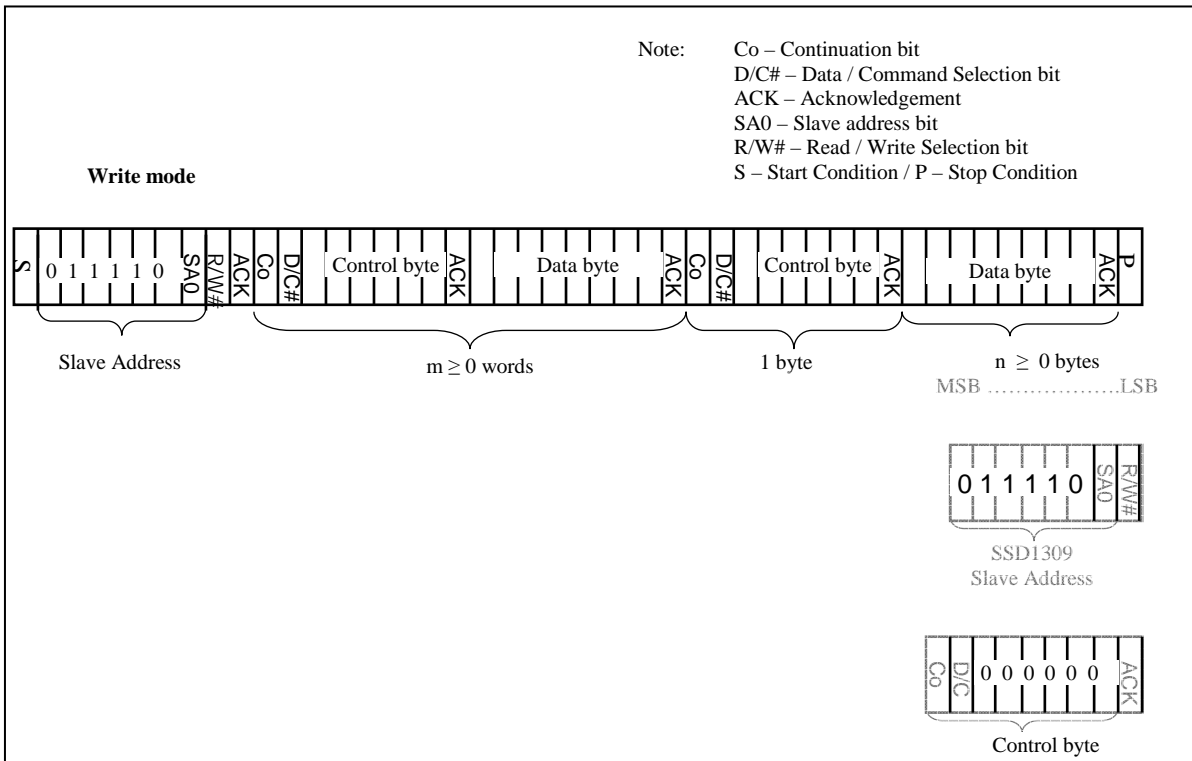 Note: Co – Continuation bit
D/C# – Data / Command Selection bit
ACK – Acknowledgement
SA0 – Slave address bit
R/W# – Read / Write Selection bit
S – Start Condition / P – Stop Condition
Write mode
S 0 1 1 1 1 0 SA0 R/W# ACK Co D/C# Control byte ACK Data byte ACK Co D/C# Control byte ACK Data byte ACK P
Slave Address m ≥ 0 words 1 byte n ≥ 0 bytes
MSB ……………….LSB
0 1 1 1 1 0 SA0 R/W#
SSD1309
Slave Address
Co D/C 0 0 0 0 0 0 ACK
Control byte